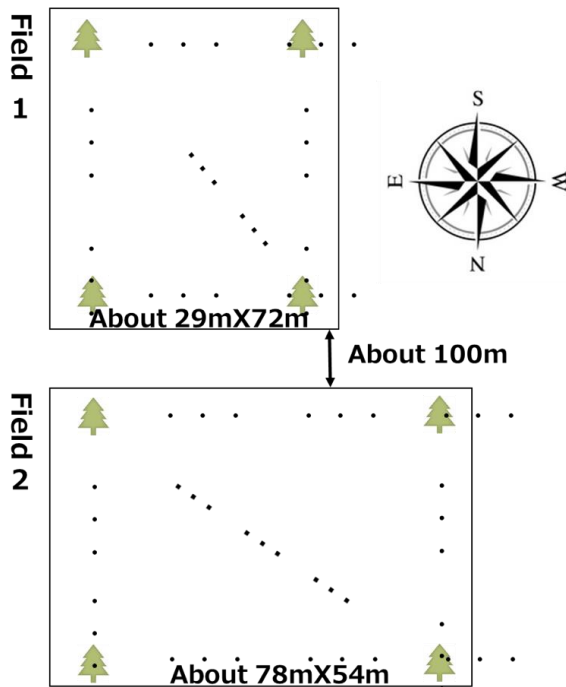 Field 1
S
E
W
N
About 29mX72m
About 100m
Field 2
About 78mX54m